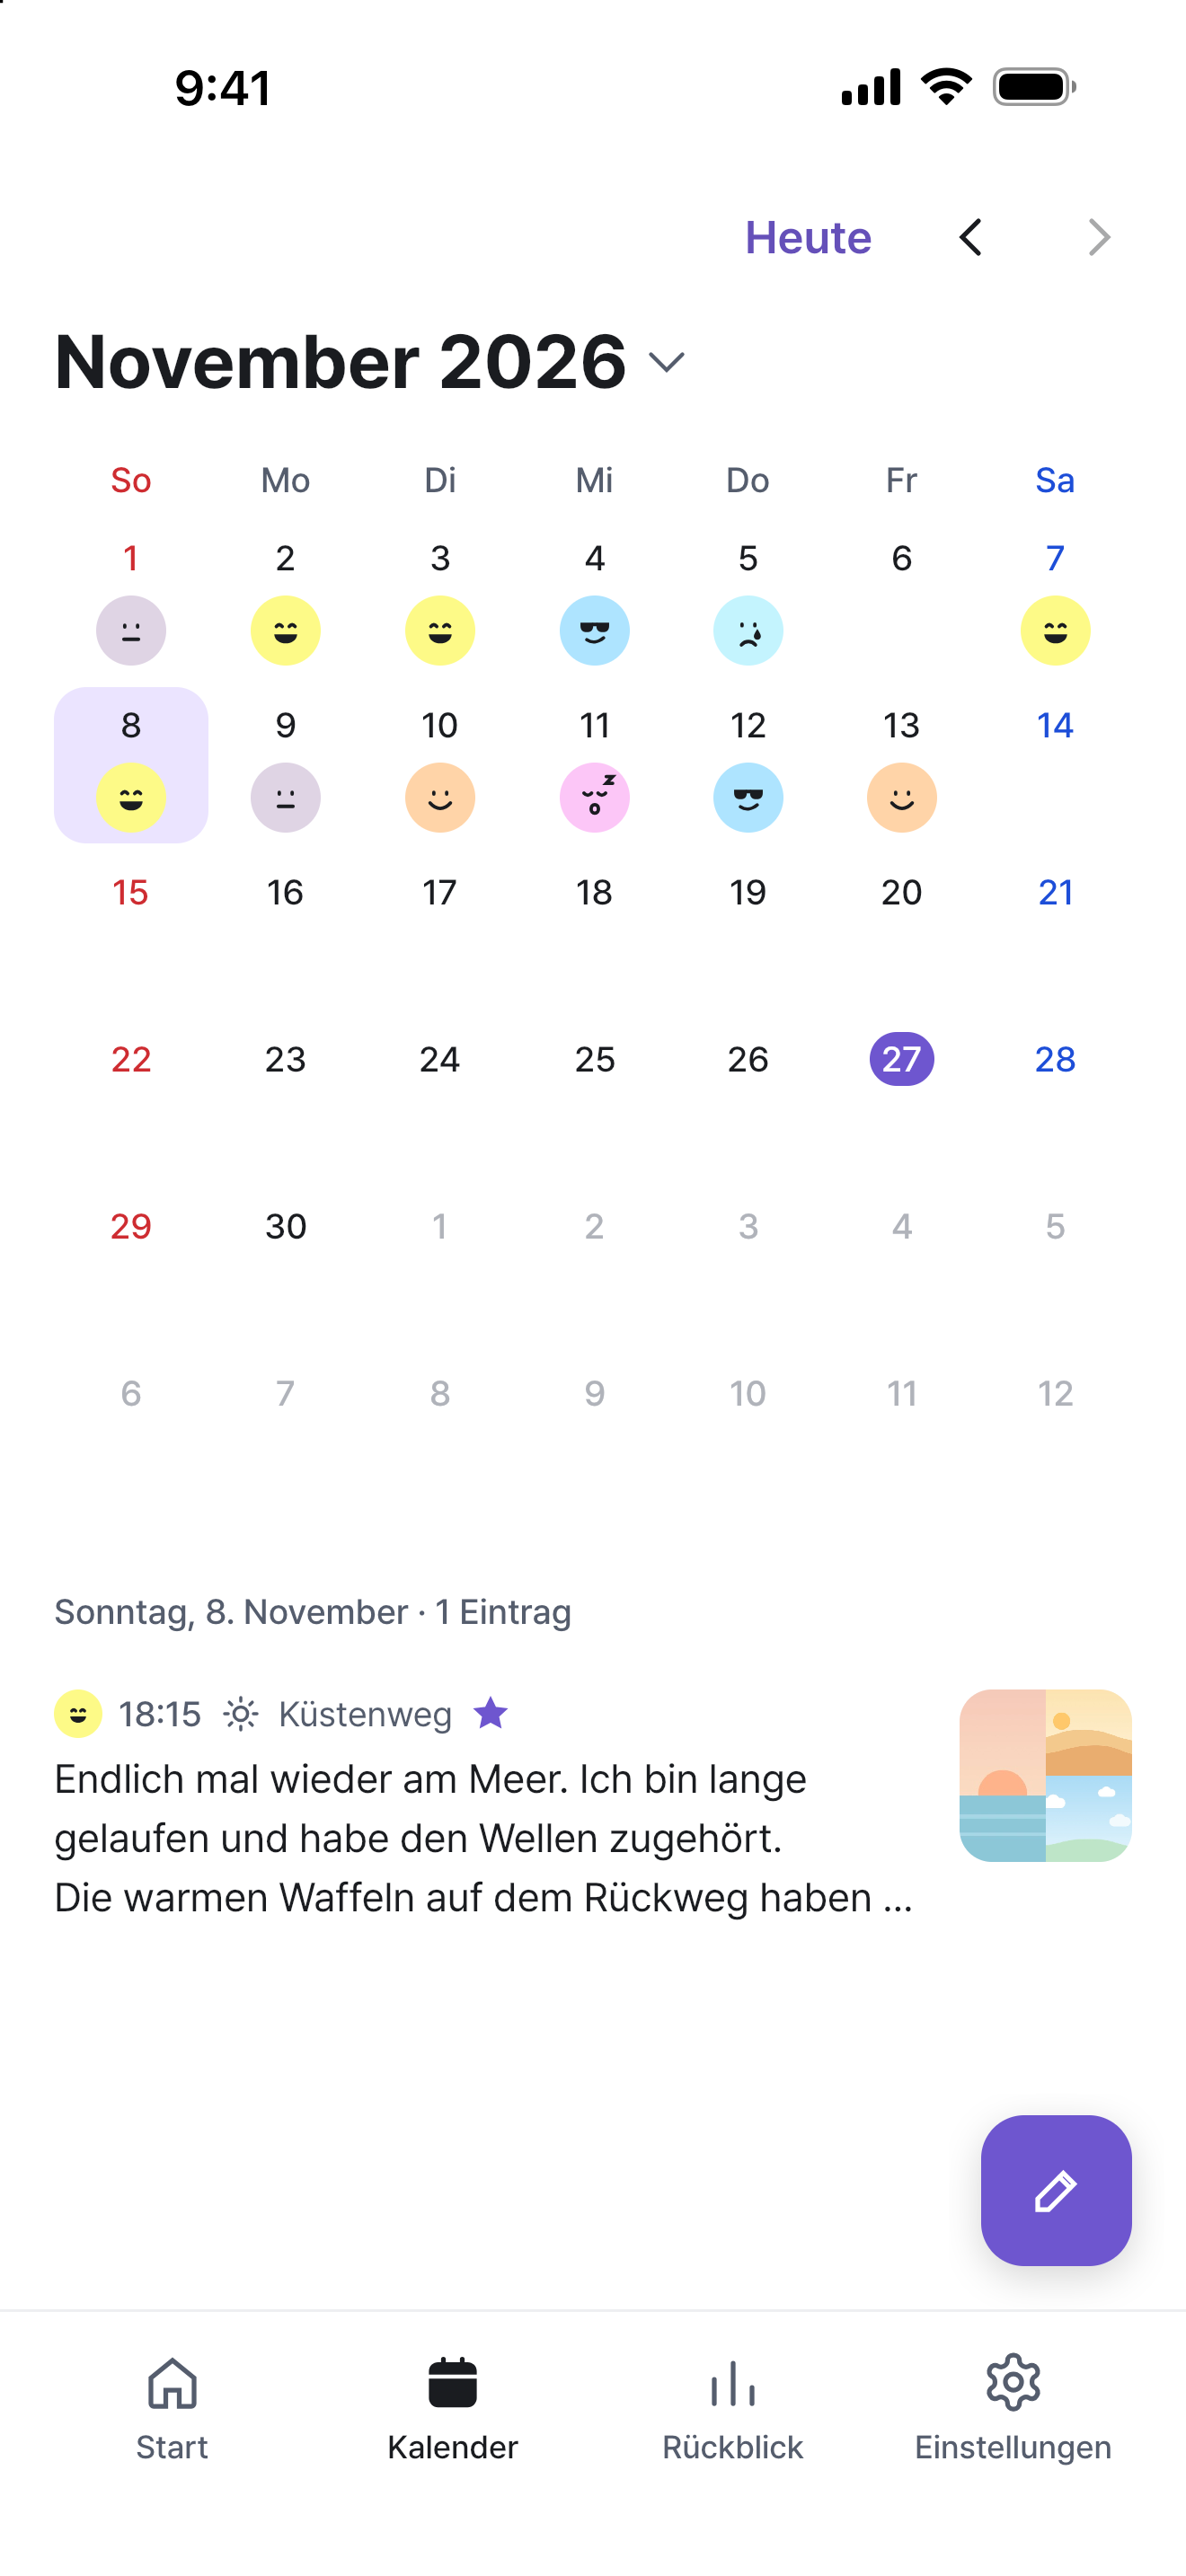 9:41
Heute
November 2026
So Mo Di Mi Do Fr Sa
1 2 3 4 5 6 7
8 9 10 11 12 13 14
15 16 17 18 19 20 21
22 23 24 25 26 27 28
29 30 1 2 3 4 5
6 7 8 9 10 11 12
Sonntag, 8. November · 1 Eintrag
18:15 Küstenweg
Endlich mal wieder am Meer. Ich bin lange
gelaufen und habe den Wellen zugehört.
Die warmen Waffeln auf dem Rückweg haben ...
Start Kalender Rückblick Einstellungen